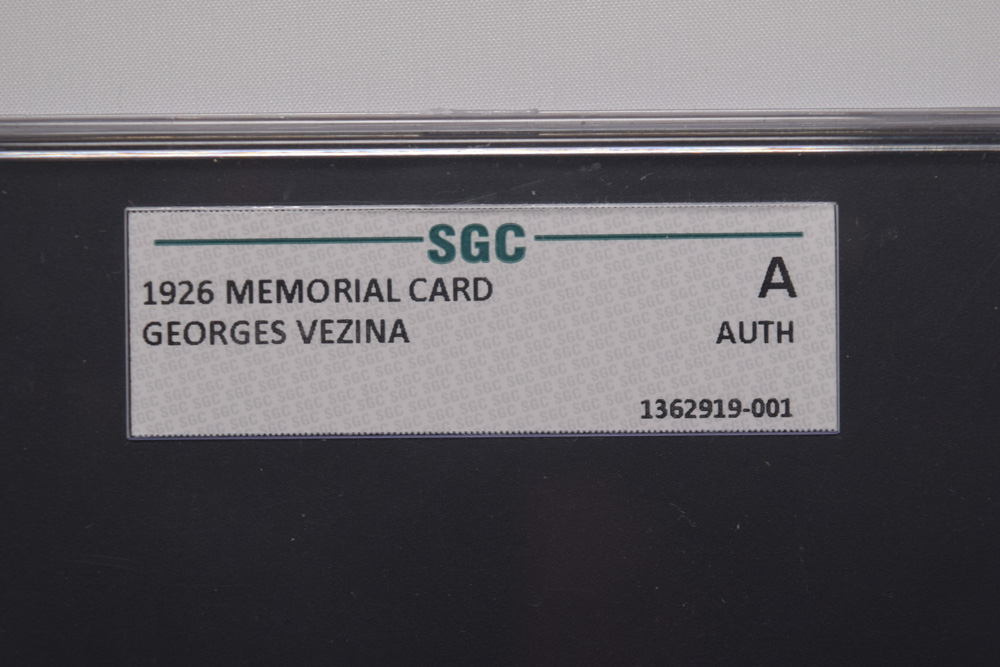 SGC
1926 MEMORIAL CARD
A
GEORGES VEZINA
AUTH
1362919-001